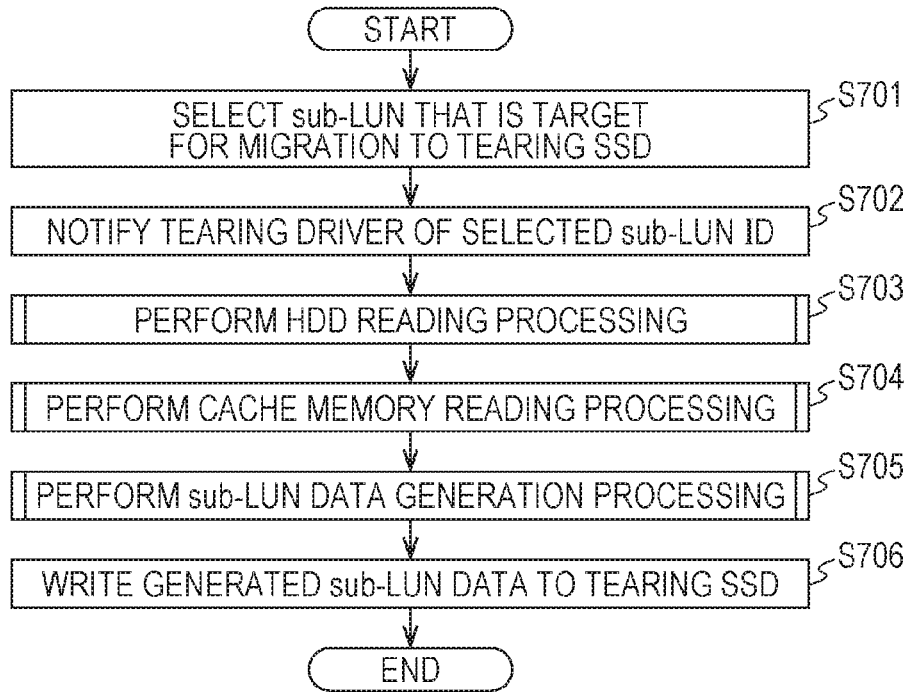 START
SELECT sub-LUN THAT IS TARGET
FOR MIGRATION TO TEARING SSD
S701
NOTIFY TEARING DRIVER OF SELECTED sub-LUN ID
S702
PERFORM HDD READING PROCESSING
S703
PERFORM CACHE MEMORY READING PROCESSING
S704
PERFORM sub-LUN DATA GENERATION PROCESSING
S705
WRITE GENERATED sub-LUN DATA TO TEARING SSD
S706
END